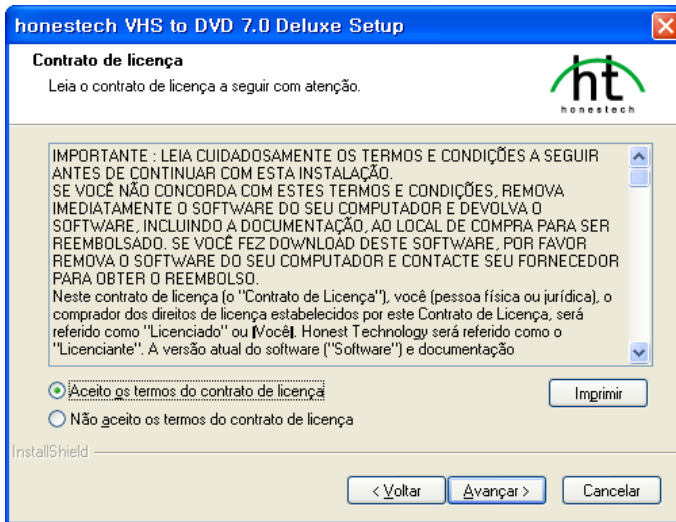 honestech VHS to DVD 7.0 Deluxe Setup
Contrato de licença
Leia o contrato de licença a seguir com atenção.
ht
honestech
IMPORTANTE : LEIA CUIDADOSAMENTE OS TERMOS E CONDIÇÕES A SEGUIR
ANTES DE CONTINUAR COM ESTA INSTALAÇÃO.
SE VOCÊ NÃO CONCORDA COM ESTES TERMOS E CONDIÇÕES, REMOVA
IMEDIATAMENTE O SOFTWARE DO SEU COMPUTADOR E DEVOLVA O
SOFTWARE, INCLUINDO A DOCUMENTAÇÃO, AO LOCAL DE COMPRA PARA SER
REEMBOLSADO. SE VOCÊ FEZ DOWNLOAD DESTE SOFTWARE, POR FAVOR
REMOVA O SOFTWARE DO SEU COMPUTADOR E CONTACTE SEU FORNECEDOR
PARA OBTER O REEMBOLSO.
Neste contrato de licença (o "Contrato de Licença"), você (pessoa física ou jurídica), o
comprador dos direitos de licença estabelecidos por este Contrato de Licença, será
referido como "Licenciado" ou |Você|. Honest Technology será referido como o
"Licenciante". A versão atual do software ("Software") e documentação
Aceito os termos do contrato de licença
Imprimir
Não aceito os termos do contrato de licença
InstallShield
< Voltar
Avançar >
Cancelar